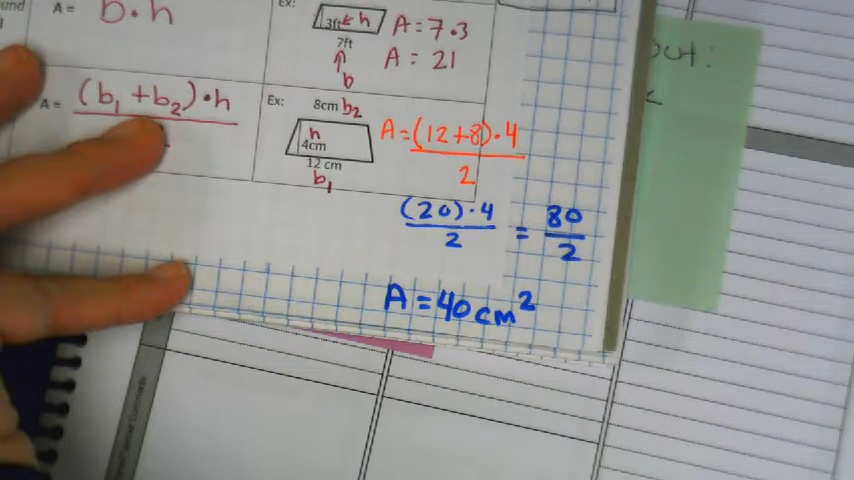 A = b·h
Ex:
3ft h
7ft
b
A = 7·3
A = 21
A = (b₁ + b₂)·h
Ex:
8cm b₂
h
4cm
12 cm
b₁
A = (12+8)·4
2
(20)·4
2
= 80
2
A = 40cm²
out: